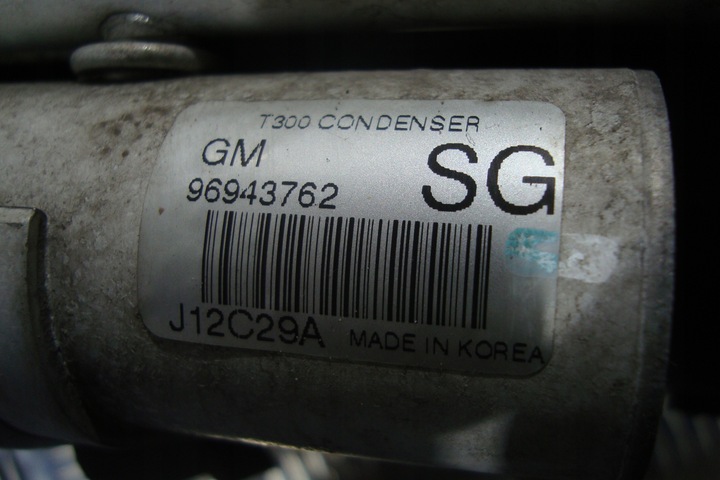 T300 CONDENSER
GM
SG
96943762
J12C29A
MADE IN KOREA